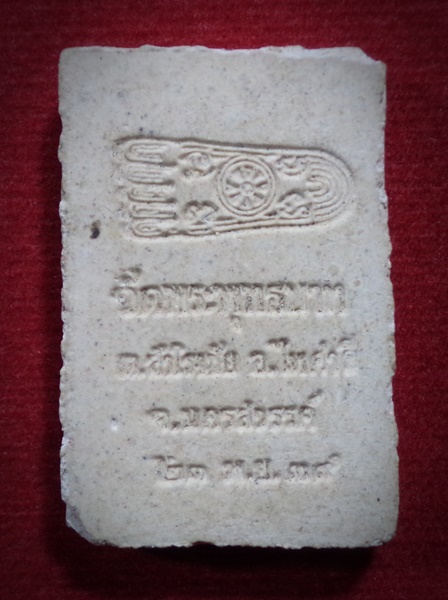 วัดพระพุทธบาท
ต.สำโรงชัย อ.ไพศาลี
จ.นครสวรรค์
๒๓ พ.ย. ๓๙